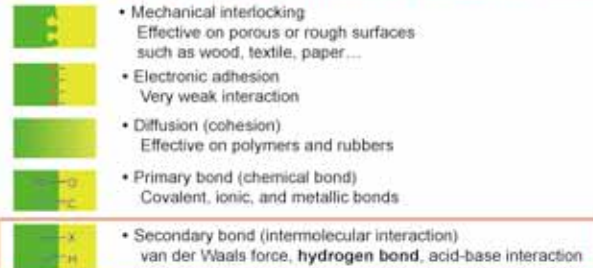 • Mechanical interlocking
Effective on porous or rough surfaces
such as wood, textile, paper…
• Electronic adhesion
Very weak interaction
• Diffusion (cohesion)
Effective on polymers and rubbers
• Primary bond (chemical bond)
Covalent, ionic, and metallic bonds
• Secondary bond (intermolecular interaction)
van der Waals force, hydrogen bond, acid-base interaction